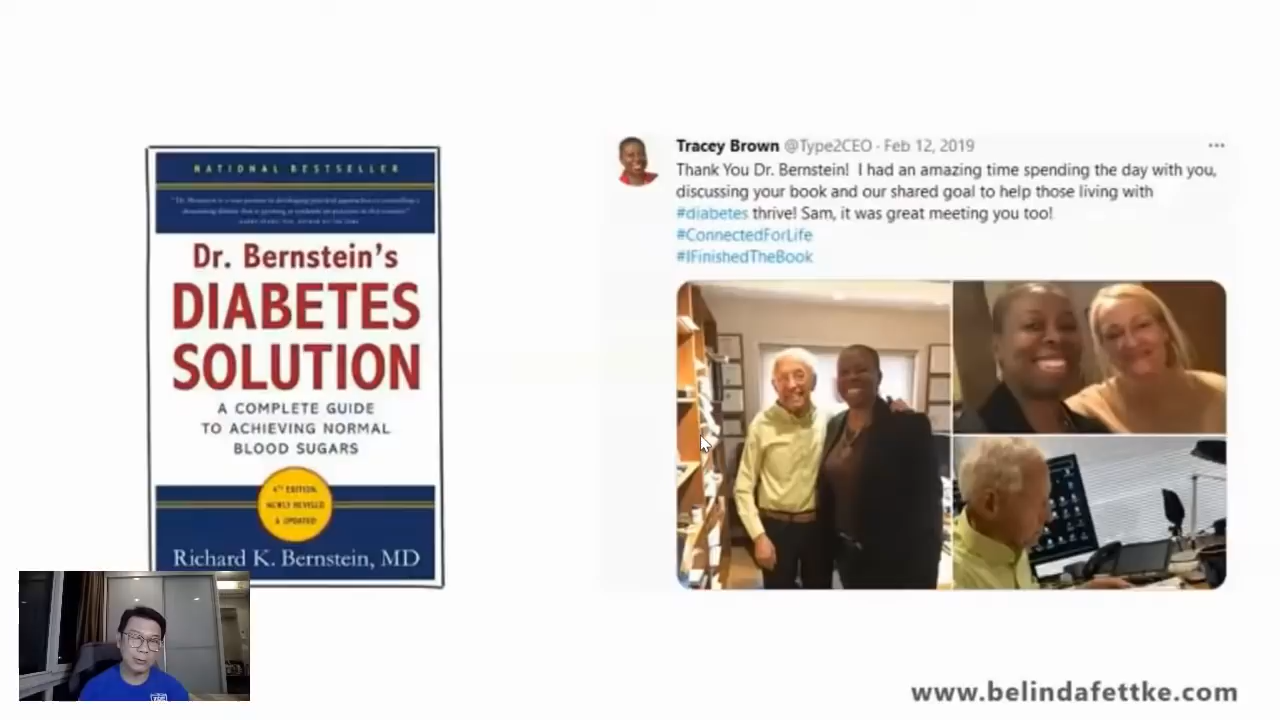 NATIONAL BESTSELLER
Dr. Bernstein's
DIABETES
SOLUTION
A COMPLETE GUIDE
TO ACHIEVING NORMAL
BLOOD SUGARS
4TH EDITION,
NEWLY REVISED
& UPDATED
Richard K. Bernstein, MD
Tracey Brown @Type2CEO · Feb 12, 2019
Thank You Dr. Bernstein! I had an amazing time spending the day with you,
discussing your book and our shared goal to help those living with
#diabetes thrive! Sam, it was great meeting you too!
#ConnectedForLife
#IFinishedTheBook
www.belindafettke.com